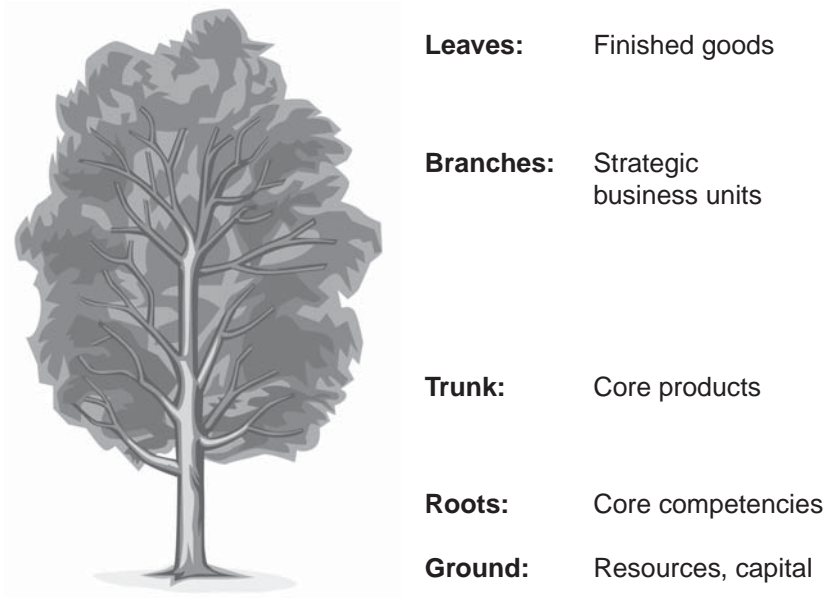 Leaves: Finished goods
Branches: Strategic
business units
Trunk: Core products
Roots: Core competencies
Ground: Resources, capital